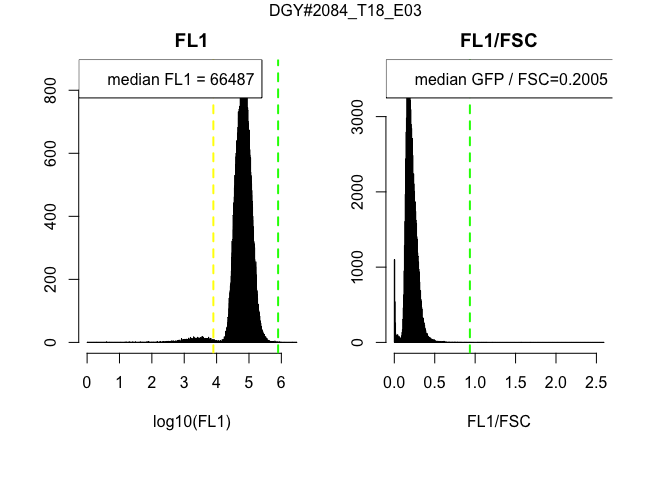 DGY#2084_T18_E03
FL1
median FL1 = 66487
0
200
400
600
800
0 1 2 3 4 5 6
log10(FL1)
FL1/FSC
median GFP / FSC=0.2005
0
1000
2000
3000
0.0 0.5 1.0 1.5 2.0 2.5
FL1/FSC